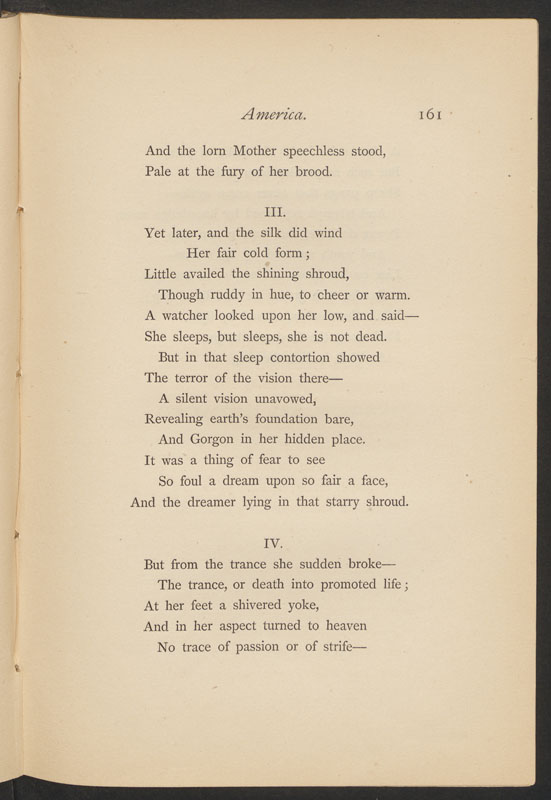 America. 161
And the lorn Mother speechless stood,
Pale at the fury of her brood.
III.
Yet later, and the silk did wind
Her fair cold form ;
Little availed the shining shroud,
Though ruddy in hue, to cheer or warm.
A watcher looked upon her low, and said—
She sleeps, but sleeps, she is not dead.
But in that sleep contortion showed
The terror of the vision there—
A silent vision unavowed,
Revealing earth's foundation bare,
And Gorgon in her hidden place.
It was a thing of fear to see
So foul a dream upon so fair a face,
And the dreamer lying in that starry shroud.
IV.
But from the trance she sudden broke—
The trance, or death into promoted life ;
At her feet a shivered yoke,
And in her aspect turned to heaven
No trace of passion or of strife—